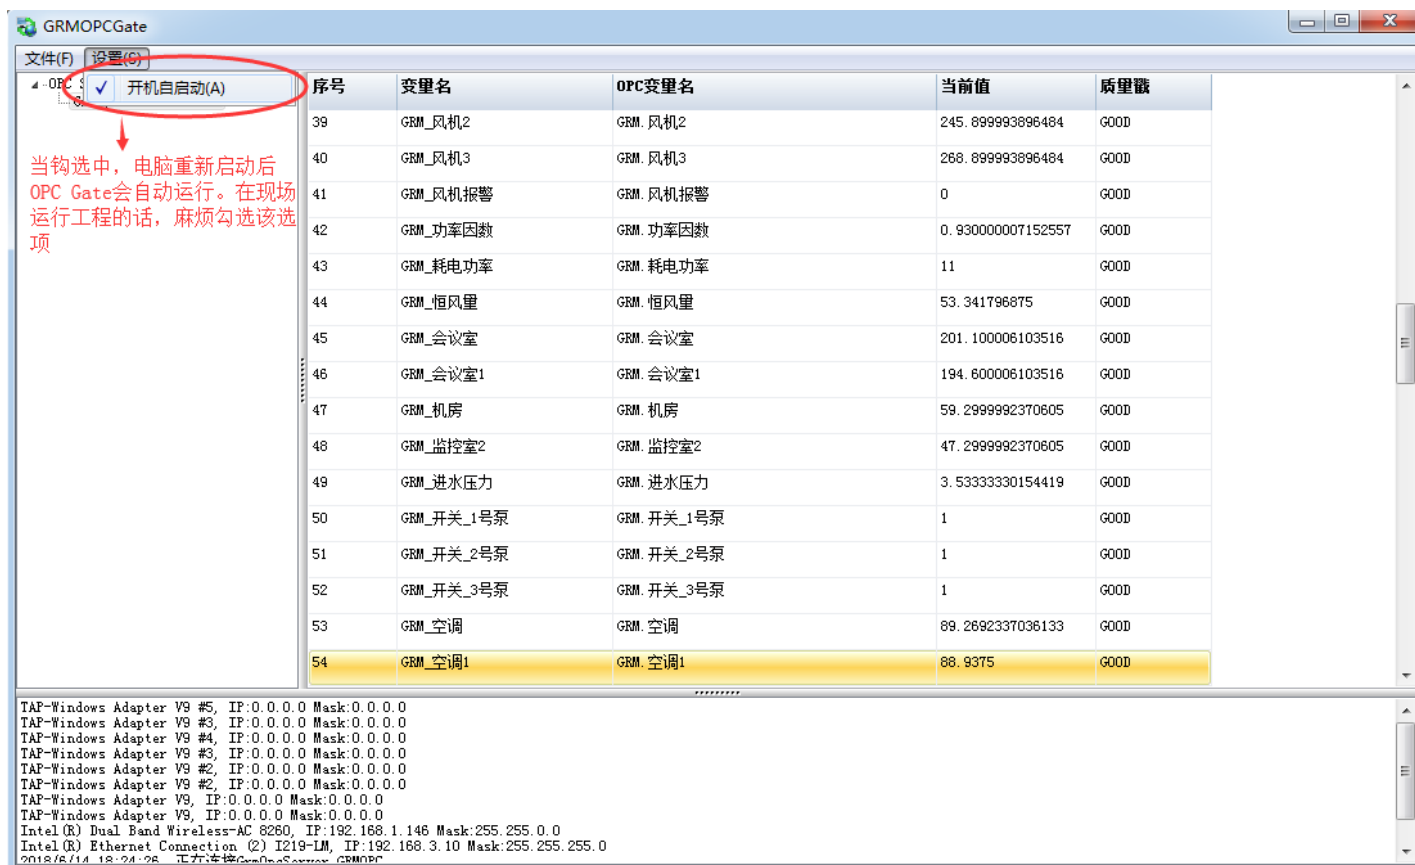 GRMOPCGate
文件(F) 设置(S)
开机自启动(A)
当钩选中，电脑重新启动后
OPC Gate会自动运行。在现场
运行工程的话，麻烦勾选该选
项
序号 变量名 OPC变量名 当前值 质量戳
39 GRM_风机2 GRM.风机2 245.899993896484 GOOD
40 GRM_风机3 GRM.风机3 268.899993896484 GOOD
41 GRM_风机报警 GRM.风机报警 0 GOOD
42 GRM_功率因数 GRM.功率因数 0.930000007152557 GOOD
43 GRM_耗电功率 GRM.耗电功率 11 GOOD
44 GRM_恒风量 GRM.恒风量 53.341796875 GOOD
45 GRM_会议室 GRM.会议室 201.100006103516 GOOD
46 GRM_会议室1 GRM.会议室1 194.600006103516 GOOD
47 GRM_机房 GRM.机房 59.2999992370605 GOOD
48 GRM_监控室2 GRM.监控室2 47.2999992370605 GOOD
49 GRM_进水压力 GRM.进水压力 3.53333330154419 GOOD
50 GRM_开关_1号泵 GRM.开关_1号泵 1 GOOD
51 GRM_开关_2号泵 GRM.开关_2号泵 1 GOOD
52 GRM_开关_3号泵 GRM.开关_3号泵 1 GOOD
53 GRM_空调 GRM.空调 89.2692337036133 GOOD
54 GRM_空调1 GRM.空调1 88.9375 GOOD
TAP-Windows Adapter V9 #5, IP:0.0.0.0 Mask:0.0.0.0
TAP-Windows Adapter V9 #3, IP:0.0.0.0 Mask:0.0.0.0
TAP-Windows Adapter V9 #4, IP:0.0.0.0 Mask:0.0.0.0
TAP-Windows Adapter V9 #3, IP:0.0.0.0 Mask:0.0.0.0
TAP-Windows Adapter V9 #2, IP:0.0.0.0 Mask:0.0.0.0
TAP-Windows Adapter V9 #2, IP:0.0.0.0 Mask:0.0.0.0
TAP-Windows Adapter V9, IP:0.0.0.0 Mask:0.0.0.0
TAP-Windows Adapter V9, IP:0.0.0.0 Mask:0.0.0.0
Intel(R) Dual Band Wireless-AC 8260, IP:192.168.1.146 Mask:255.255.0.0
Intel(R) Ethernet Connection (2) I219-LM, IP:192.168.3.10 Mask:255.255.255.0
2018/6/14 18:24:26 正在连接GrmOpcServer GRMOPC